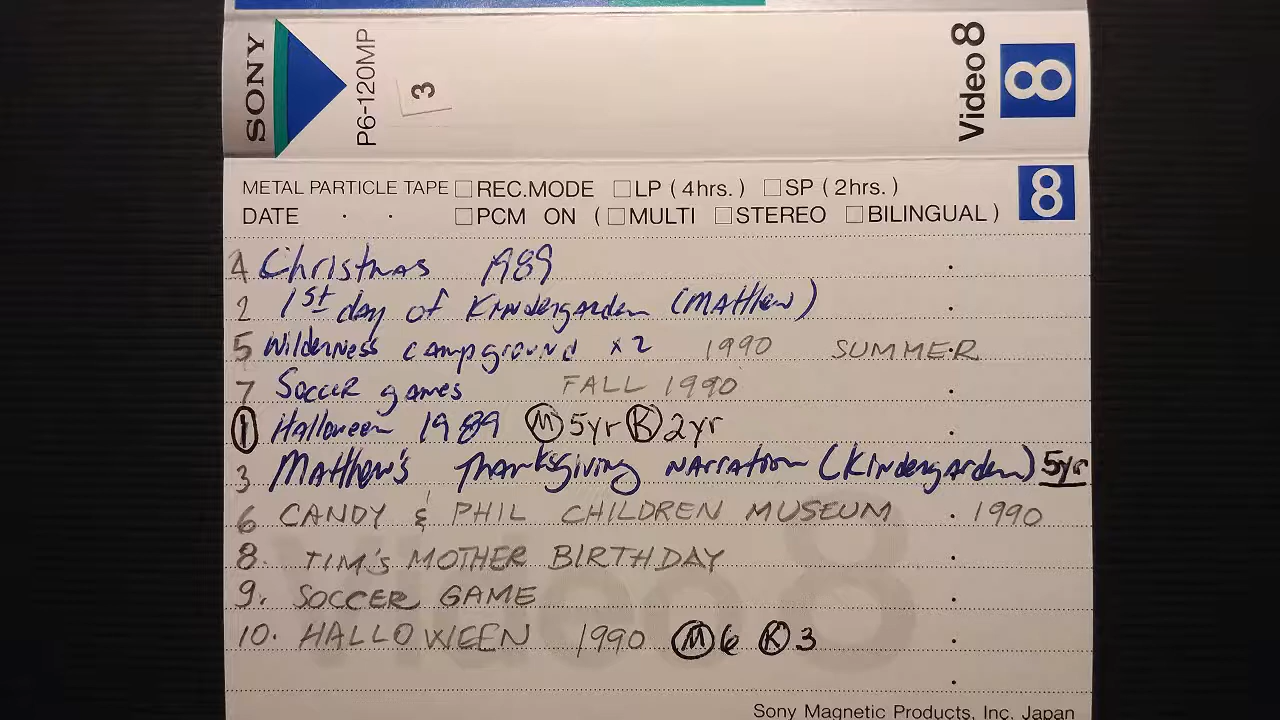 SONY
P6-120MP
3
Video 8
8
METAL PARTICLE TAPE □REC.MODE □LP (4hrs.) □SP (2hrs.)
8
DATE . . □PCM ON (□MULTI □STEREO □BILINGUAL)
4 Christmas 1989
2 1st day of Kindergarden (Matthew)
5 Wilderness campground x2 1990 SUMMER
7 Soccer games FALL 1990
1 Halloween 1989 M 5yr K 2yr
3 Matthew's Thanksgiving narration (Kindergarden) 5yr
6 CANDY & PHIL CHILDREN MUSEUM 1990
8. TIM'S MOTHER BIRTHDAY
9. SOCCER GAME
10. HALLOWEEN 1990 M 6 K 3
Video 8
Sony Magnetic Products, Inc. Japan